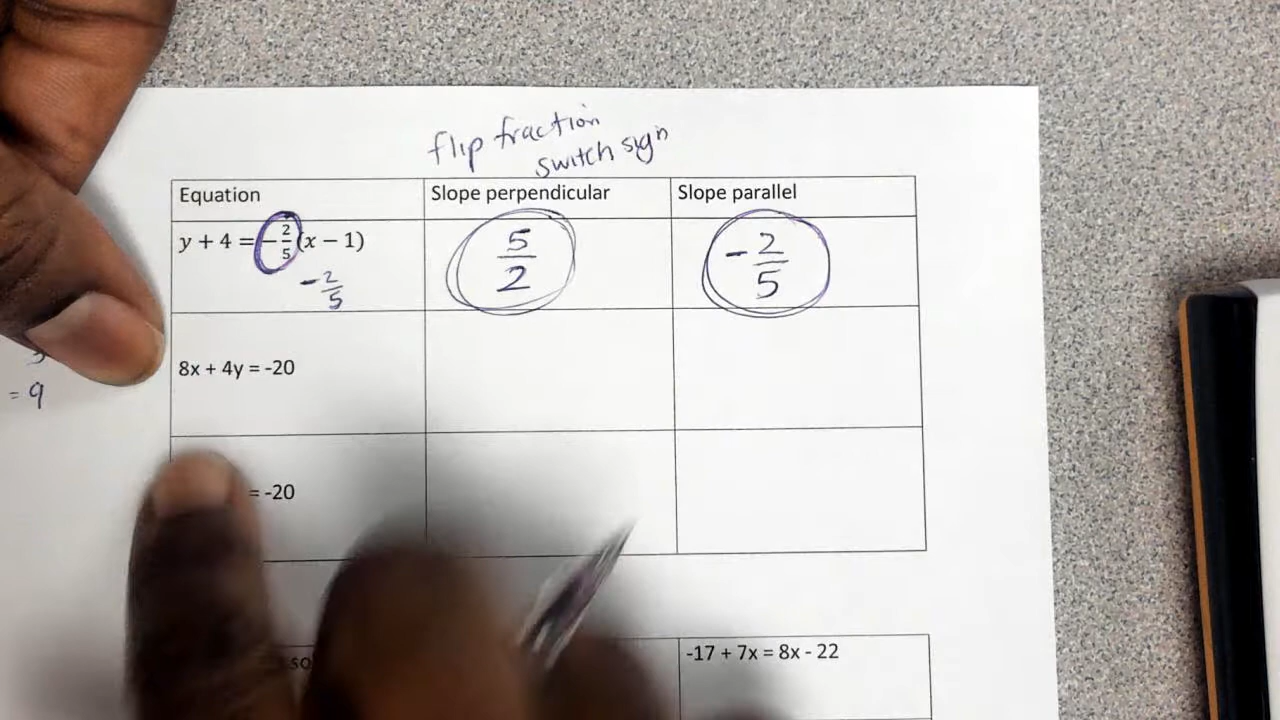 flip fraction
switch sign
Equation Slope perpendicular Slope parallel
y + 4 = -2/5(x − 1) 5/2 -2/5
-2/5
8x + 4y = -20
= 9
= -20
-17 + 7x = 8x - 22